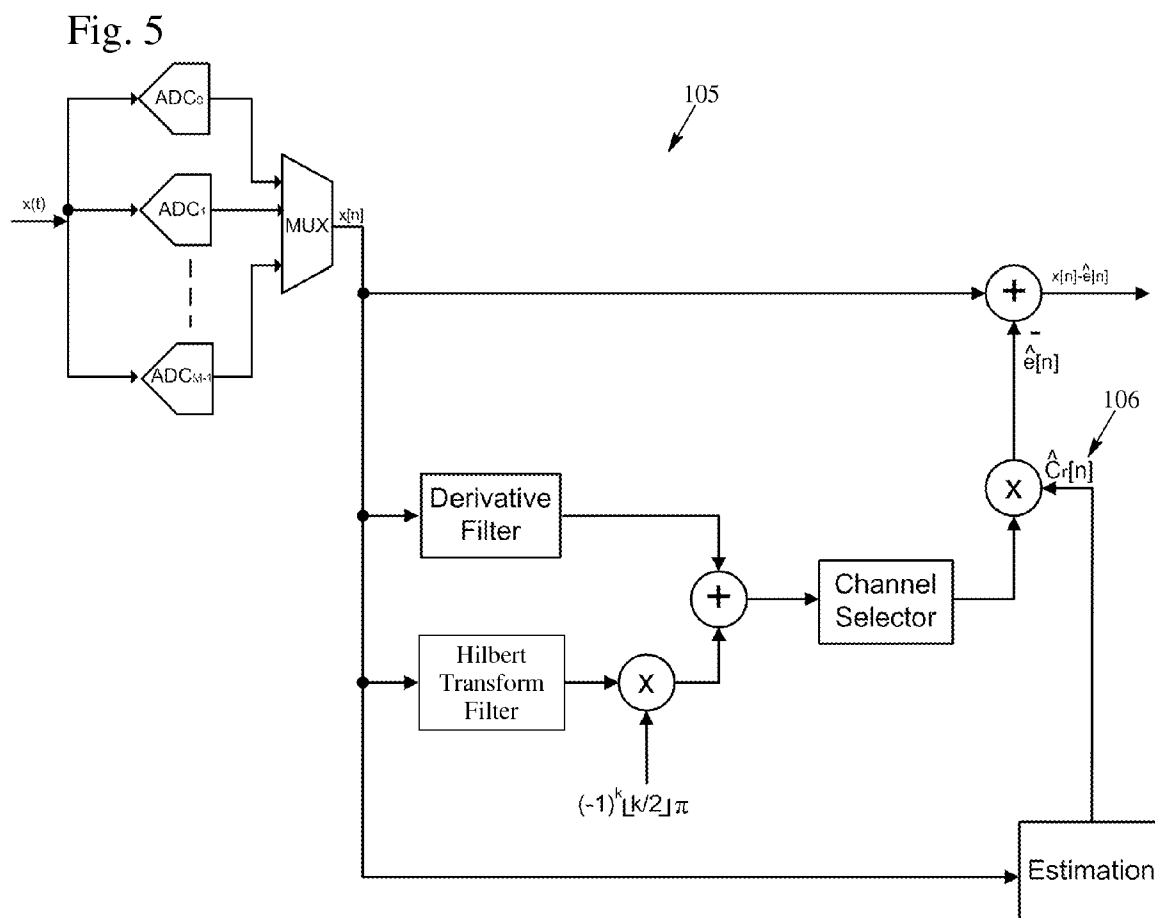 Fig. 5
ADC₀
105
x(t)
ADC₁
MUX
x[n]
+
x[n]-ê[n]
-
ê[n]
ADC_M-1
106
Ĉr[n]
X
Derivative
Filter
+
Channel
Selector
Hilbert
Transform
Filter
X
(-1)^k⌊k/2⌋π
Estimation